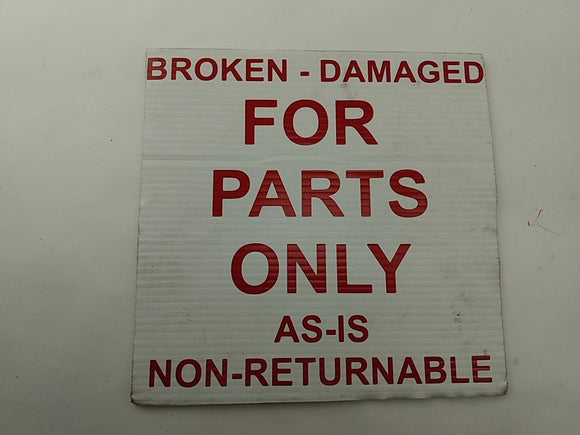 BROKEN - DAMAGED
FOR
PARTS
ONLY
AS-IS
NON-RETURNABLE